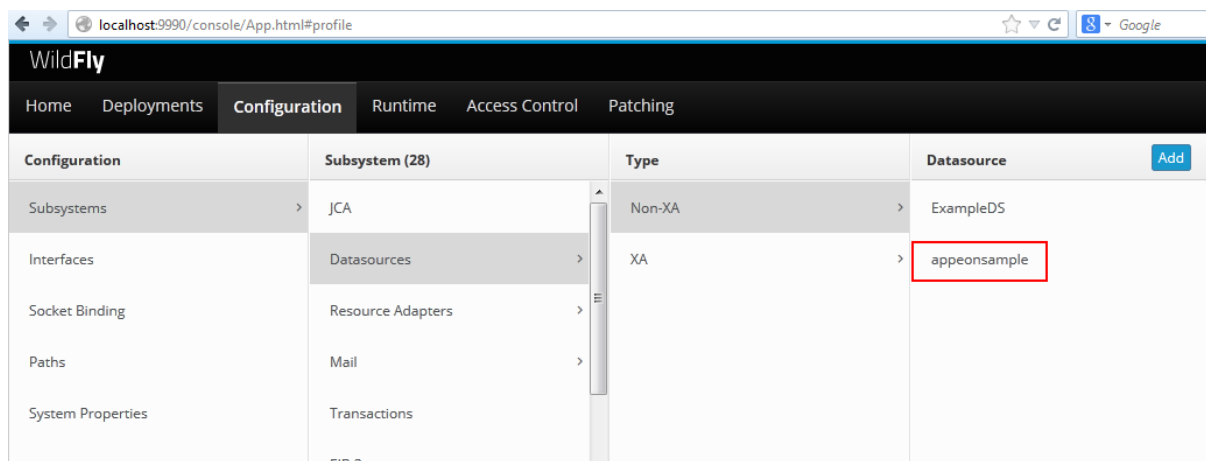 localhost:9990/console/App.html#profile
Google
WildFly
Home Deployments Configuration Runtime Access Control Patching
Configuration Subsystem (28) Type Datasource Add
Subsystems JCA Non-XA ExampleDS
Interfaces Datasources XA appeonsample
Socket Binding Resource Adapters
Paths Mail
System Properties Transactions